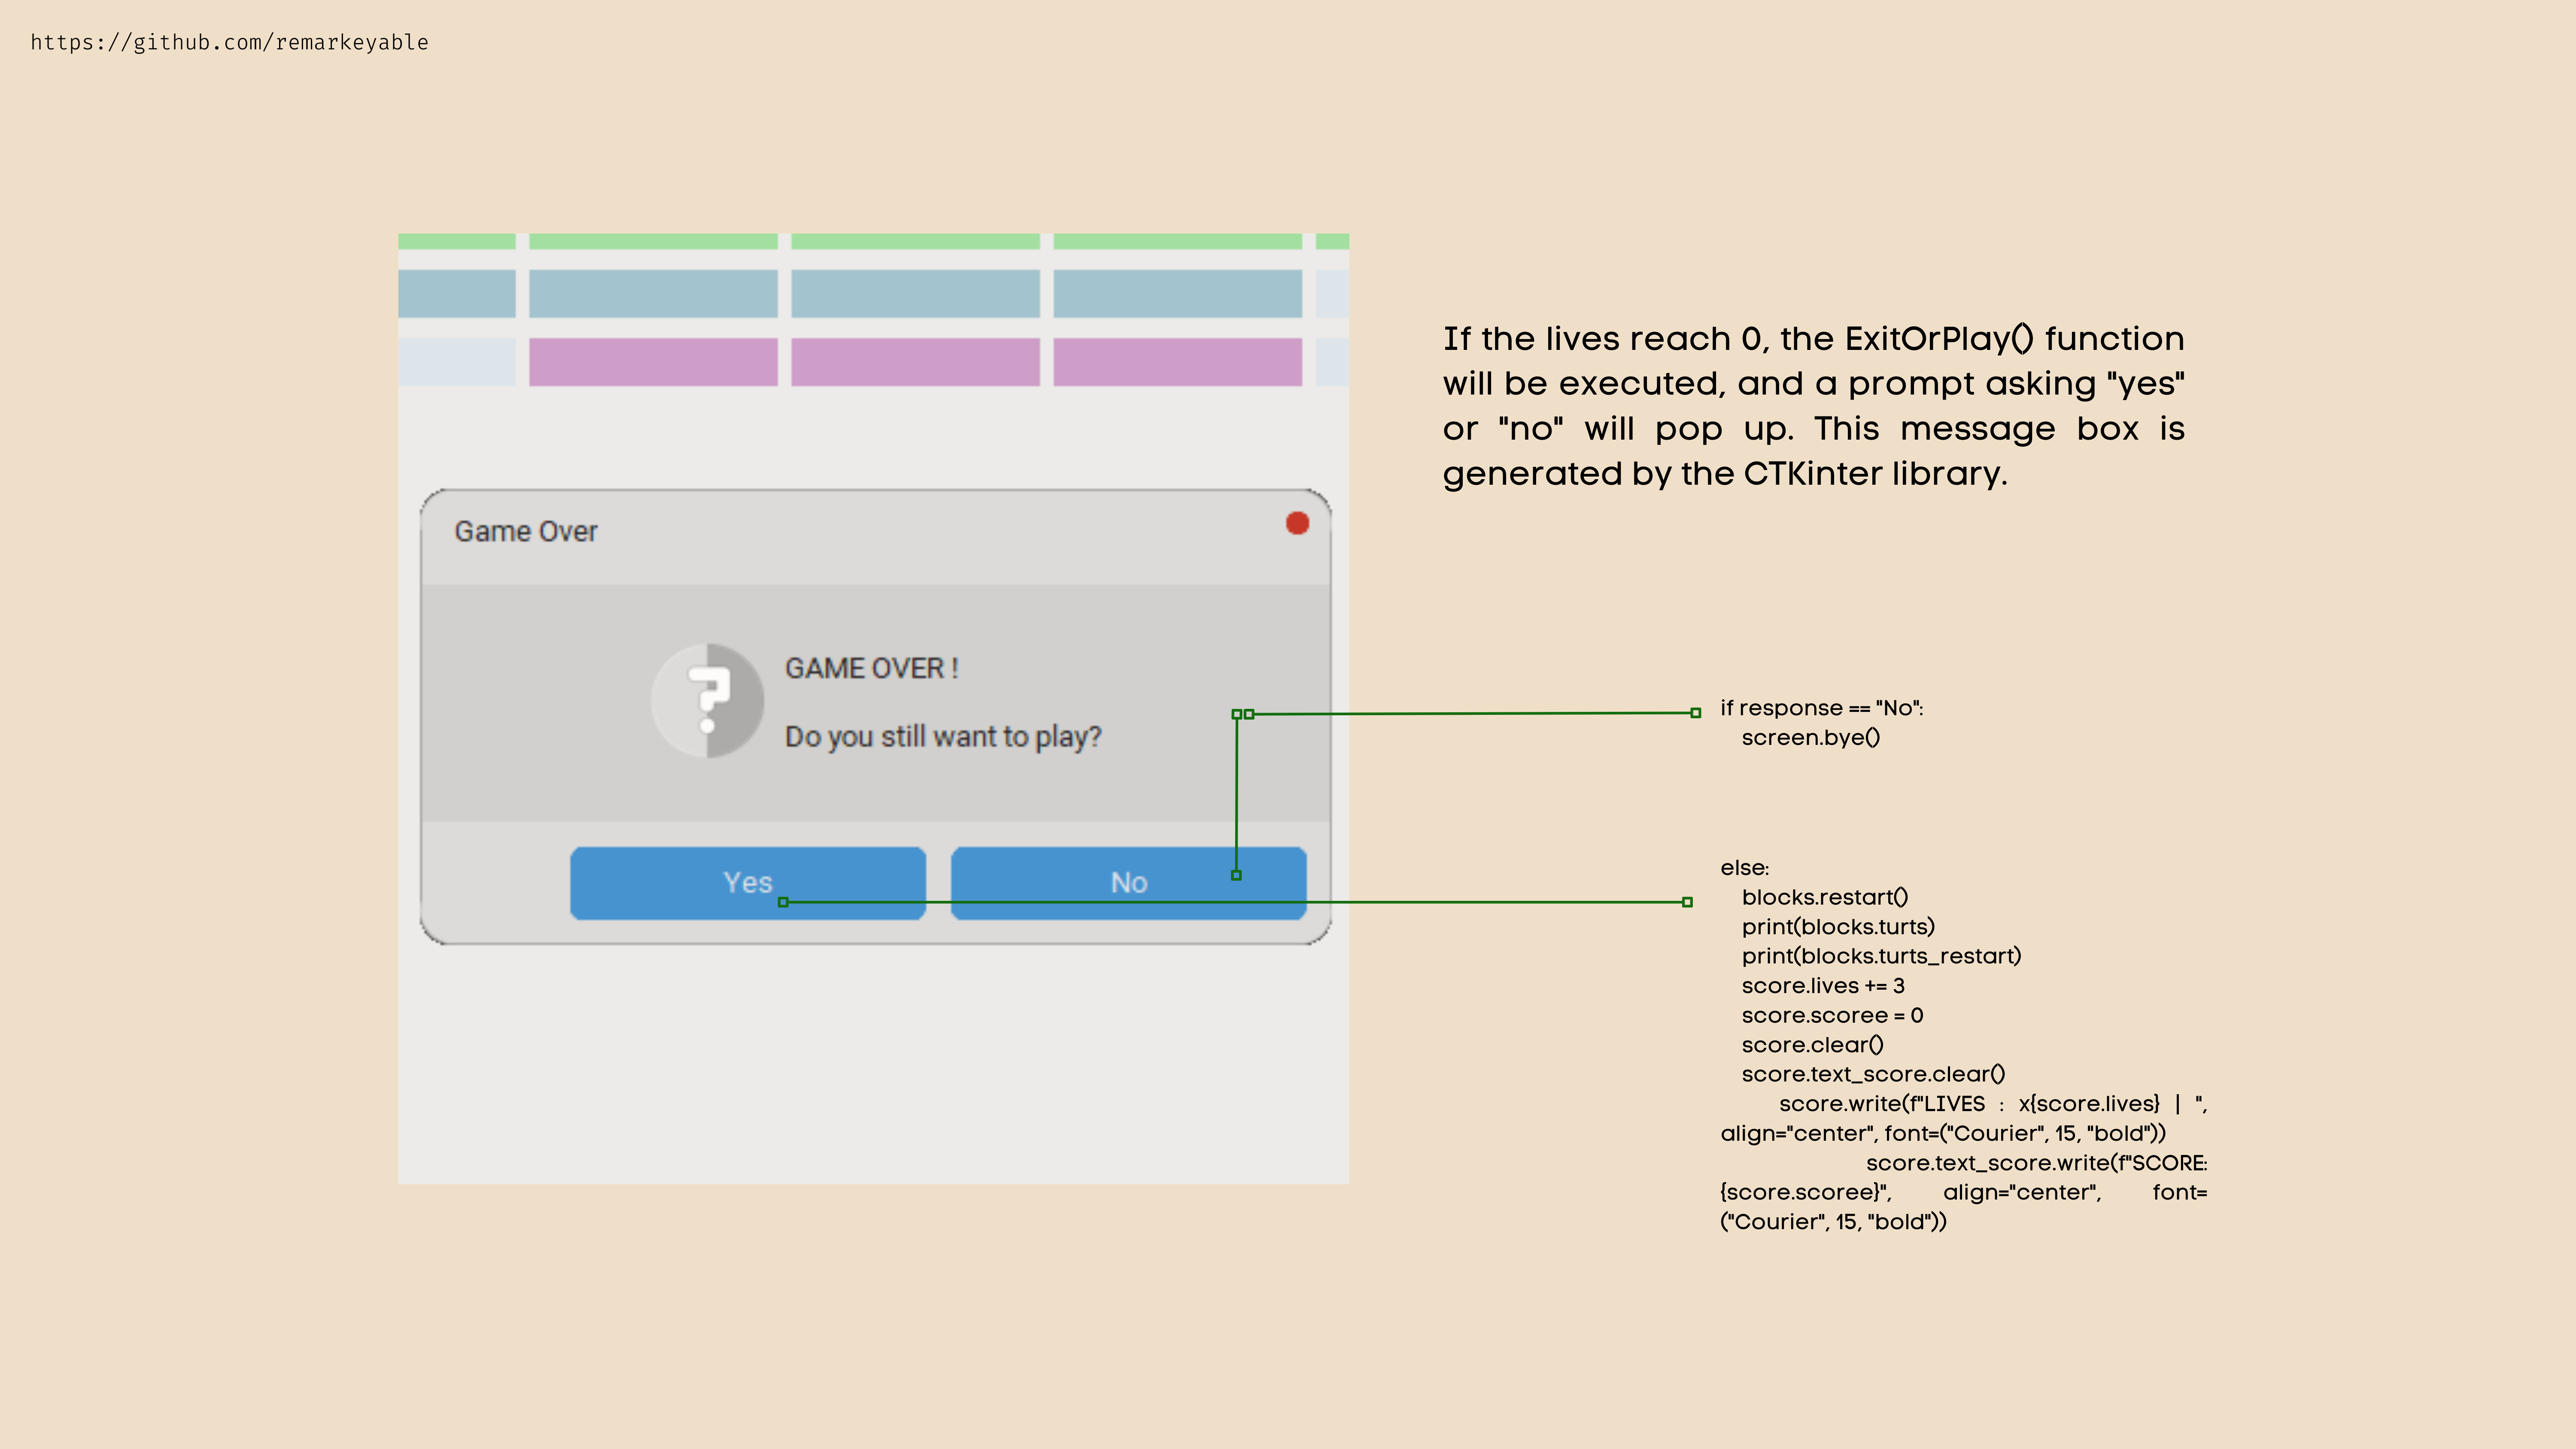 https://github.com/remarkeyable
If the lives reach 0, the ExitOrPlay() function
will be executed, and a prompt asking "yes"
or "no" will pop up. This message box is
generated by the CTKinter library.
Game Over
GAME OVER !
Do you still want to play?
Yes
No
if response == "No":
screen.bye()
else:
blocks.restart()
print(blocks.turts)
print(blocks.turts_restart)
score.lives += 3
score.scoree = 0
score.clear()
score.text_score.clear()
score.write(f"LIVES : x{score.lives} | ",
align="center", font=("Courier", 15, "bold"))
score.text_score.write(f"SCORE:
{score.scoree}", align="center", font=
("Courier", 15, "bold"))